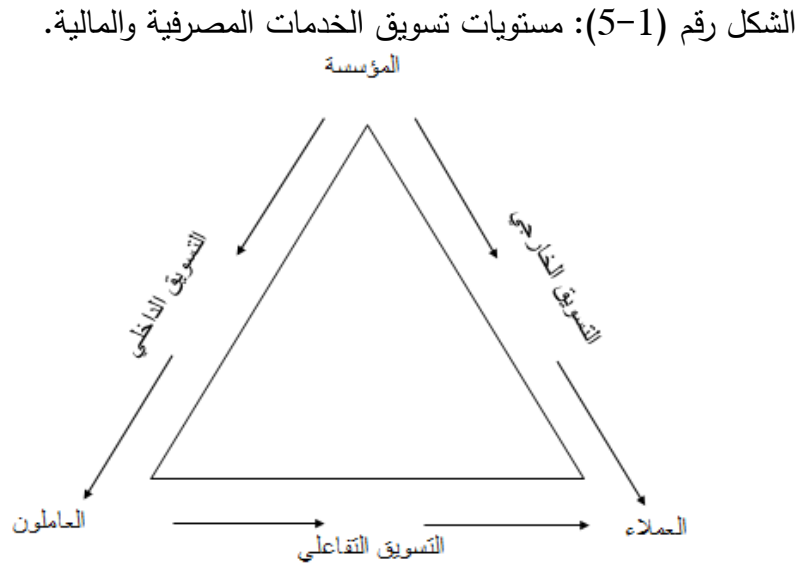 الشكل رقم (1-5): مستويات تسويق الخدمات المصرفية والمالية.
المؤسسة
التسويق الخارجي
التسويق الداخلي
العملاء
التسويق التفاعلي
العاملون